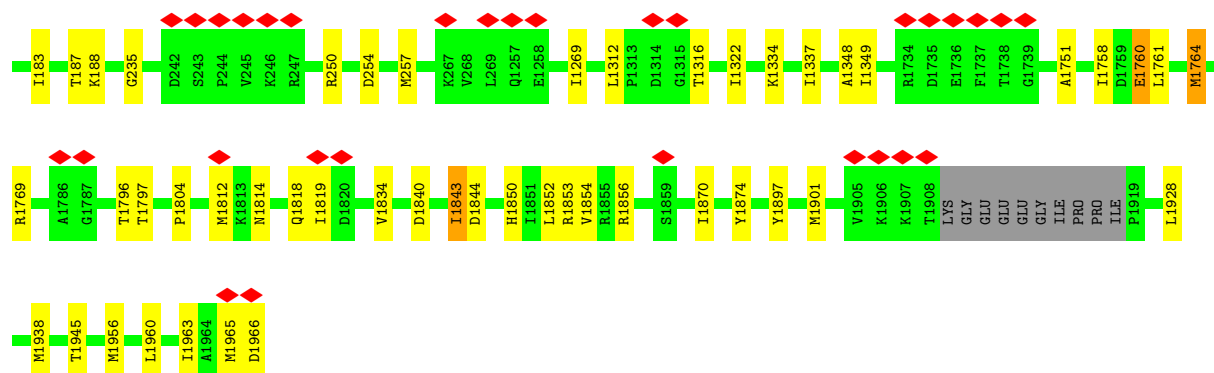 I183 T187 K188 G235 D242 S243 P244 V245 K246 R247 R250 D254 M257 K267 V268 L269 Q1257 E1258 I1269 L1312 P1313 D1314 G1315 T1316 I1322 K1334 I1337 A1348 I1349 R1734 D1735 E1736 F1737 T1738 G1739 A1751 I1758 D1759 E1760 L1761 M1764
R1769 A1786 G1787 T1796 T1797 P1804 M1812 K1813 N1814 Q1818 I1819 D1820 V1834 D1840 I1843 D1844 H1850 I1851 L1852 R1853 V1854 R1855 R1856 S1859 I1870 Y1874 Y1897 M1901 V1905 K1906 K1907 T1908 LYS GLY GLU GLU GLU GLY ILE PRO PRO ILE P1919 L1928
M1938 T1945 M1956 L1960 I1963 A1964 M1965 D1966